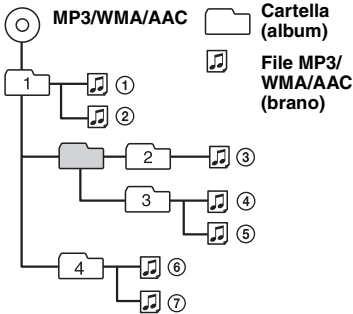 MP3/WMA/AAC
Cartella
(album)
File MP3/
WMA/AAC
(brano)
1
①
②
2
③
3
④
⑤
4
⑥
⑦